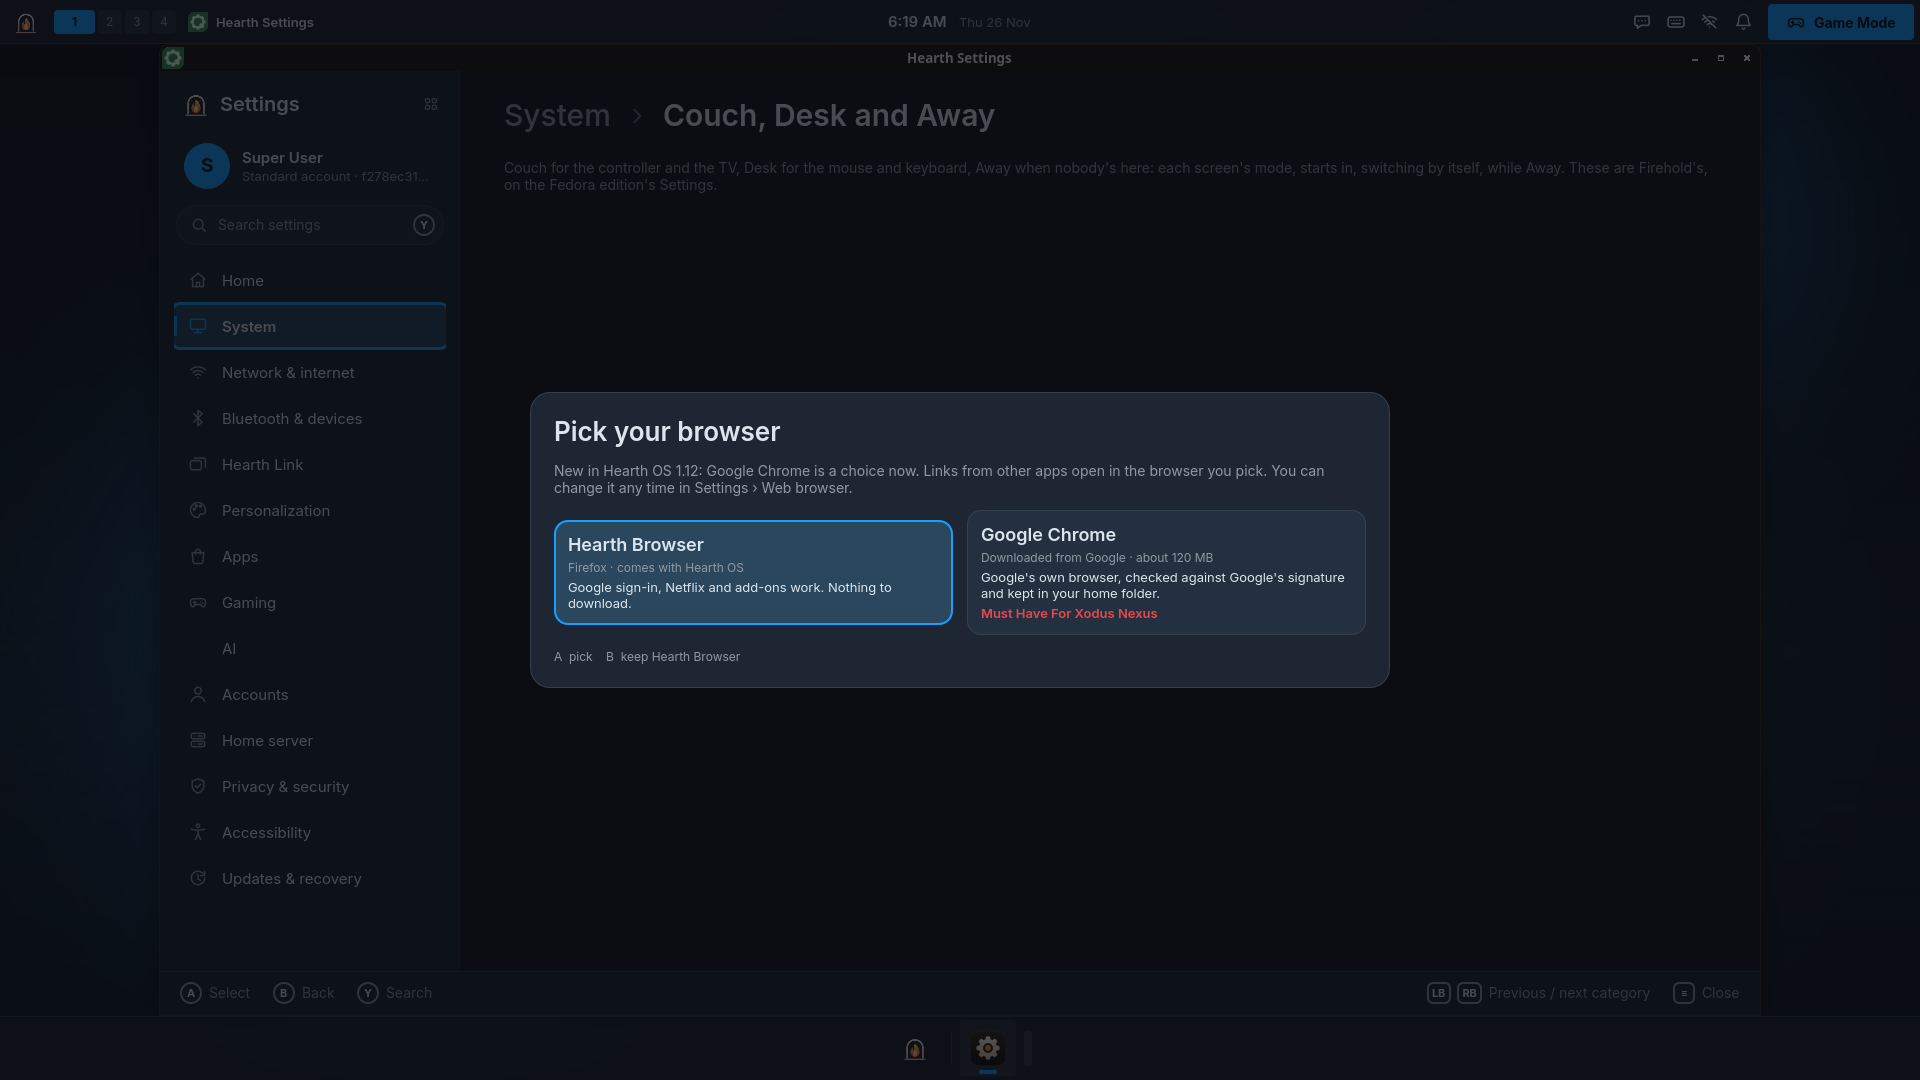 1 2 3 4 Hearth Settings
6:19 AM Thu 26 Nov
Game Mode
Hearth Settings
Settings
S
Super User
Standard account · f278ec31...
Search settings Y
Home
System
Network & internet
Bluetooth & devices
Hearth Link
Personalization
Apps
Gaming
AI
Accounts
Home server
Privacy & security
Accessibility
Updates & recovery
System › Couch, Desk and Away
Couch for the controller and the TV, Desk for the mouse and keyboard, Away when nobody's here: each screen's mode, starts in, switching by itself, while Away. These are Firehold's,
on the Fedora edition's Settings.
Pick your browser
New in Hearth OS 1.12: Google Chrome is a choice now. Links from other apps open in the browser you pick. You can
change it any time in Settings › Web browser.
Hearth Browser
Firefox · comes with Hearth OS
Google sign-in, Netflix and add-ons work. Nothing to
download.
Google Chrome
Downloaded from Google · about 120 MB
Google's own browser, checked against Google's signature
and kept in your home folder.
Must Have For Xodus Nexus
A pick B keep Hearth Browser
A Select B Back Y Search
LB RB Previous / next category ≡ Close